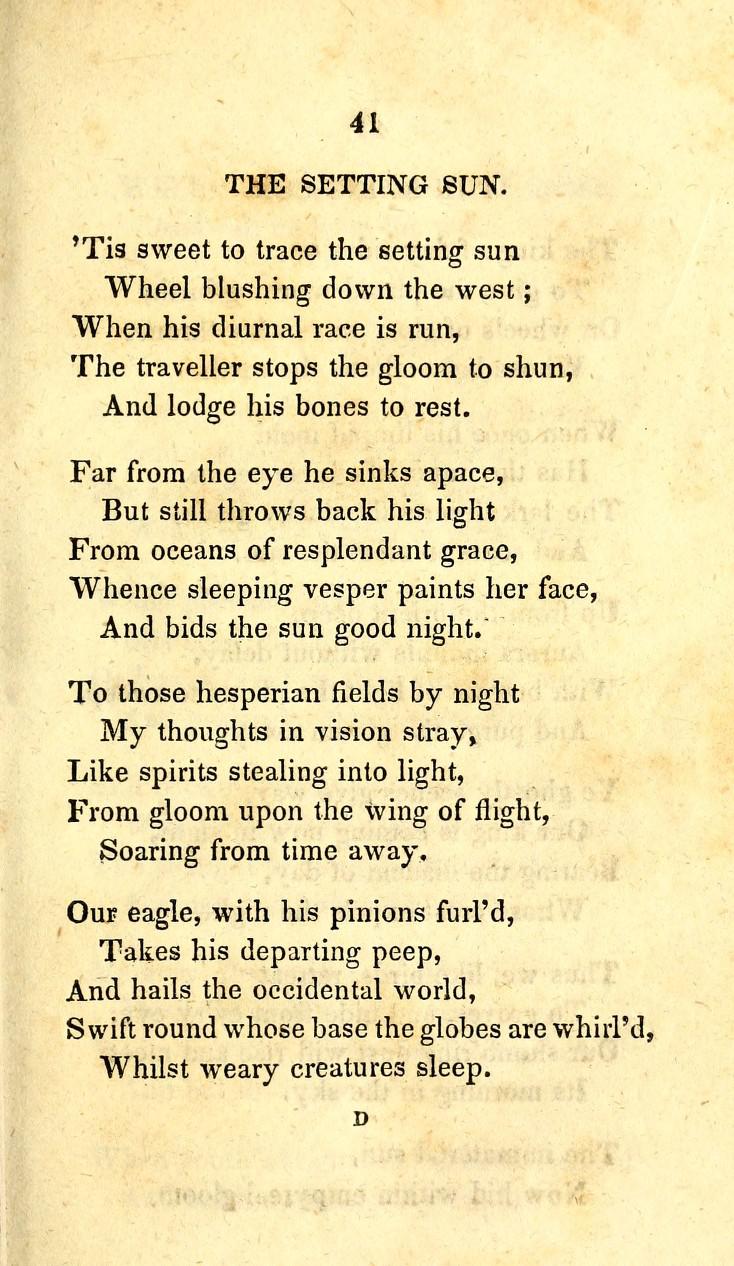 41
THE SETTING SUN.
’Tis sweet to trace the setting sun
Wheel blushing down the west ;
When his diurnal race is run,
The traveller stops the gloom to shun,
And lodge his bones to rest.
Far from the eye he sinks apace,
But still throws back his light
From oceans of resplendant grace,
Whence sleeping vesper paints her face,
And bids the sun good night.
To those hesperian fields by night
My thoughts in vision stray,
Like spirits stealing into light,
From gloom upon the wing of flight,
Soaring from time away.
Our eagle, with his pinions furl’d,
Takes his departing peep,
And hails the occidental world,
Swift round whose base the globes are whirl’d,
Whilst weary creatures sleep.
D